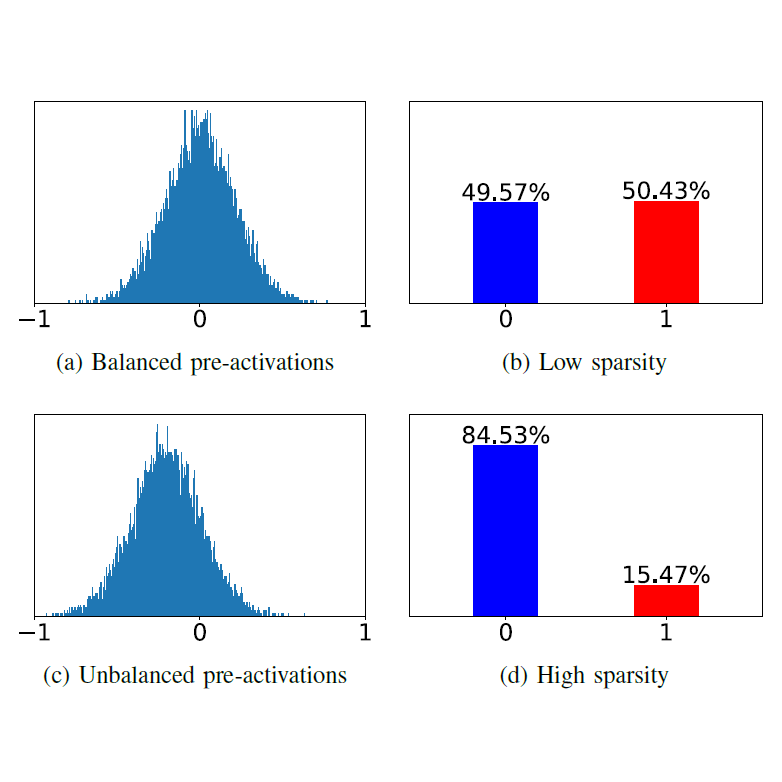 49.57% 50.43%
−1 0 1 0 1
(a) Balanced pre-activations (b) Low sparsity
84.53%
15.47%
−1 0 1 0 1
(c) Unbalanced pre-activations (d) High sparsity